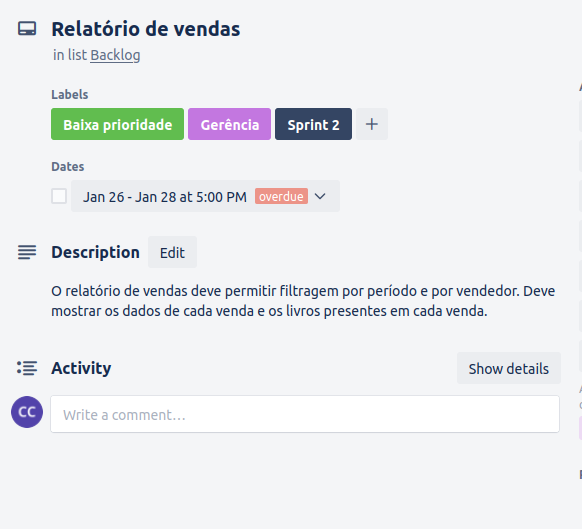 Relatório de vendas
in list Backlog
Labels
Baixa prioridade Gerência Sprint 2 +
Dates
Jan 26 - Jan 28 at 5:00 PM overdue
Description Edit
O relatório de vendas deve permitir filtragem por período e por vendedor. Deve
mostrar os dados de cada venda e os livros presentes em cada venda.
Activity Show details
CC Write a comment…